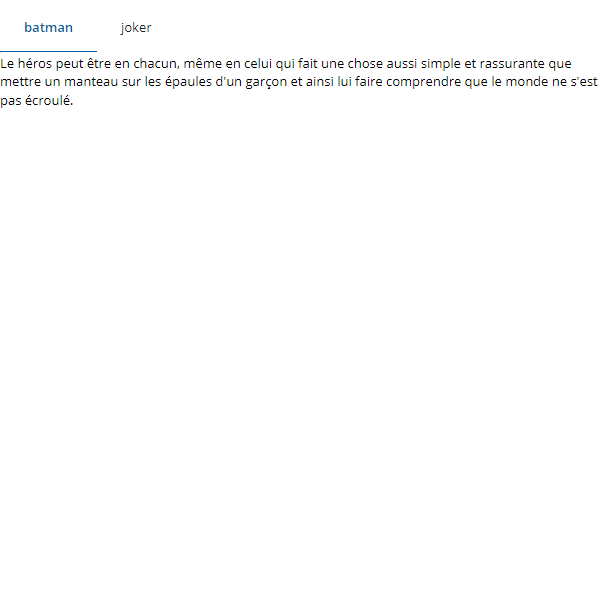 batman joker
Le héros peut être en chacun, même en celui qui fait une chose aussi simple et rassurante que
mettre un manteau sur les épaules d'un garçon et ainsi lui faire comprendre que le monde ne s'est
pas écroulé.